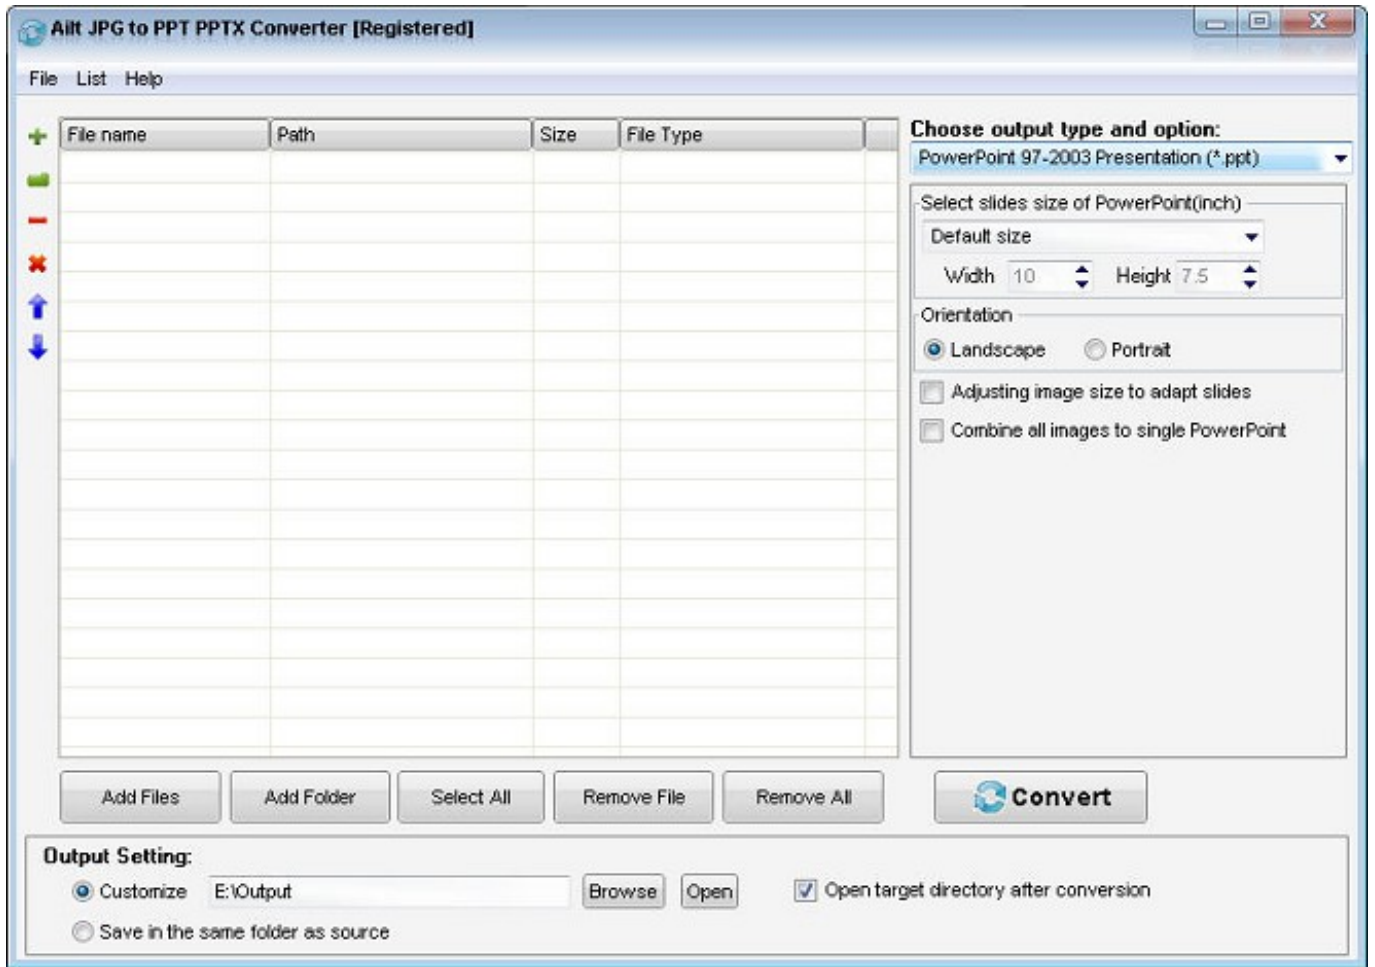 Ailt JPG to PPT PPTX Converter [Registered]
File List Help
File name Path Size File Type
Choose output type and option:
PowerPoint 97-2003 Presentation (*.ppt)
Select slides size of PowerPoint(inch)
Default size
Width 10 Height 7.5
Orientation
Landscape Portrait
Adjusting image size to adapt slides
Combine all images to single PowerPoint
Add Files Add Folder Select All Remove File Remove All Convert
Output Setting:
Customize E:\Output Browse Open Open target directory after conversion
Save in the same folder as source